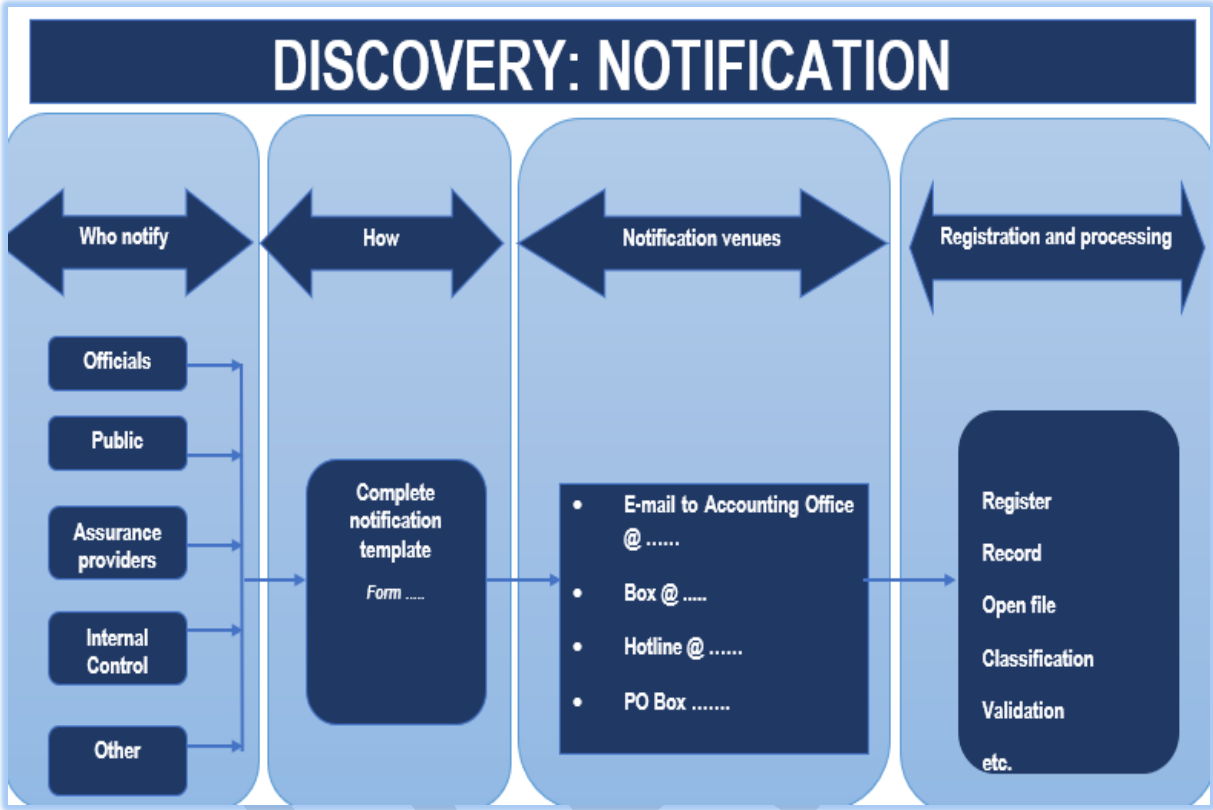 DISCOVERY: NOTIFICATION
Who notify
Officials
Public
Assurance
providers
Internal
Control
Other
How
Complete
notification
template
Form .....
Notification venues
• E-mail to Accounting Office
@ ......
• Box @ .....
• Hotline @ ......
• PO Box .......
Registration and processing
Register
Record
Open file
Classification
Validation
etc.